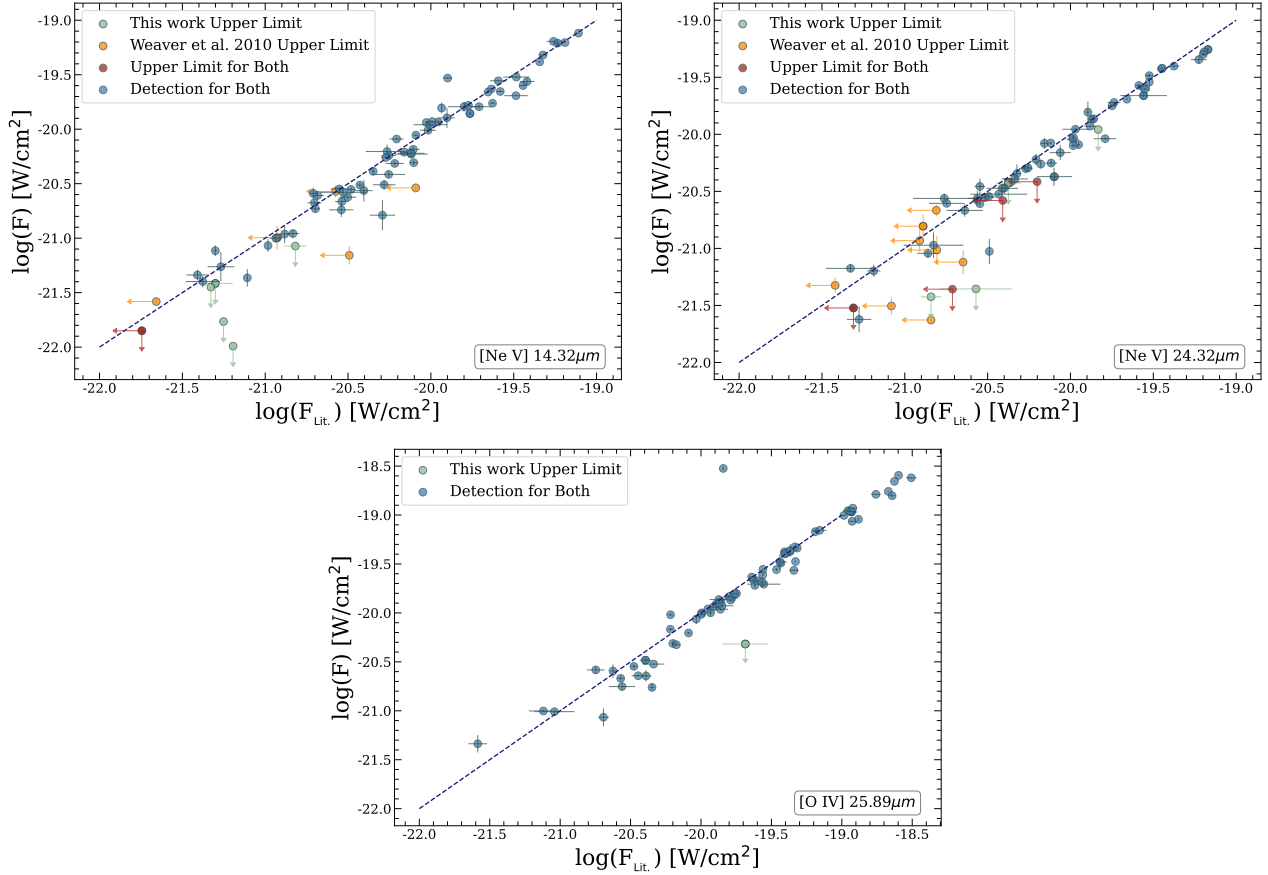 This work Upper Limit
Weaver et al. 2010 Upper Limit
Upper Limit for Both
Detection for Both
-19.0
-19.5
-20.0
-20.5
-21.0
-21.5
-22.0
log(F) [W/cm²]
[Ne V] 14.32μm
-22.0 -21.5 -21.0 -20.5 -20.0 -19.5 -19.0
log(F_Lit.) [W/cm²]
This work Upper Limit
Weaver et al. 2010 Upper Limit
Upper Limit for Both
Detection for Both
-19.0
-19.5
-20.0
-20.5
-21.0
-21.5
-22.0
log(F) [W/cm²]
[Ne V] 24.32μm
-22.0 -21.5 -21.0 -20.5 -20.0 -19.5 -19.0
log(F_Lit.) [W/cm²]
This work Upper Limit
Detection for Both
-18.5
-19.0
-19.5
-20.0
-20.5
-21.0
-21.5
-22.0
log(F) [W/cm²]
[O IV] 25.89μm
-22.0 -21.5 -21.0 -20.5 -20.0 -19.5 -19.0 -18.5
log(F_Lit.) [W/cm²]